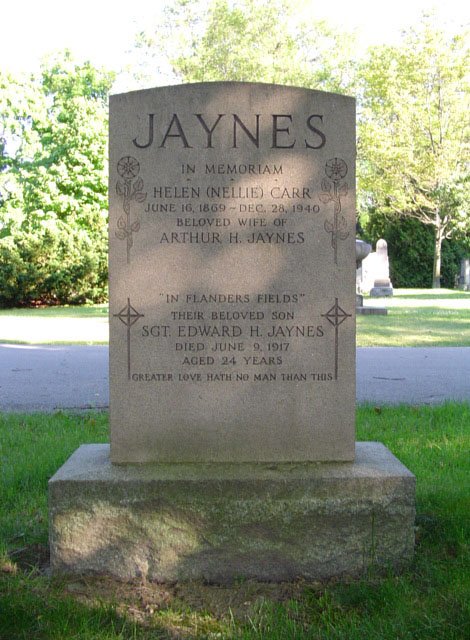 JAYNES
IN MEMORIAM
HELEN (NELLIE) CARR
JUNE 16, 1869 ~ DEC. 28, 1940
BELOVED WIFE OF
ARTHUR H. JAYNES
"IN FLANDERS FIELDS"
THEIR BELOVED SON
SGT. EDWARD H. JAYNES
DIED JUNE 9, 1917
AGED 24 YEARS
GREATER LOVE HATH NO MAN THAN THIS